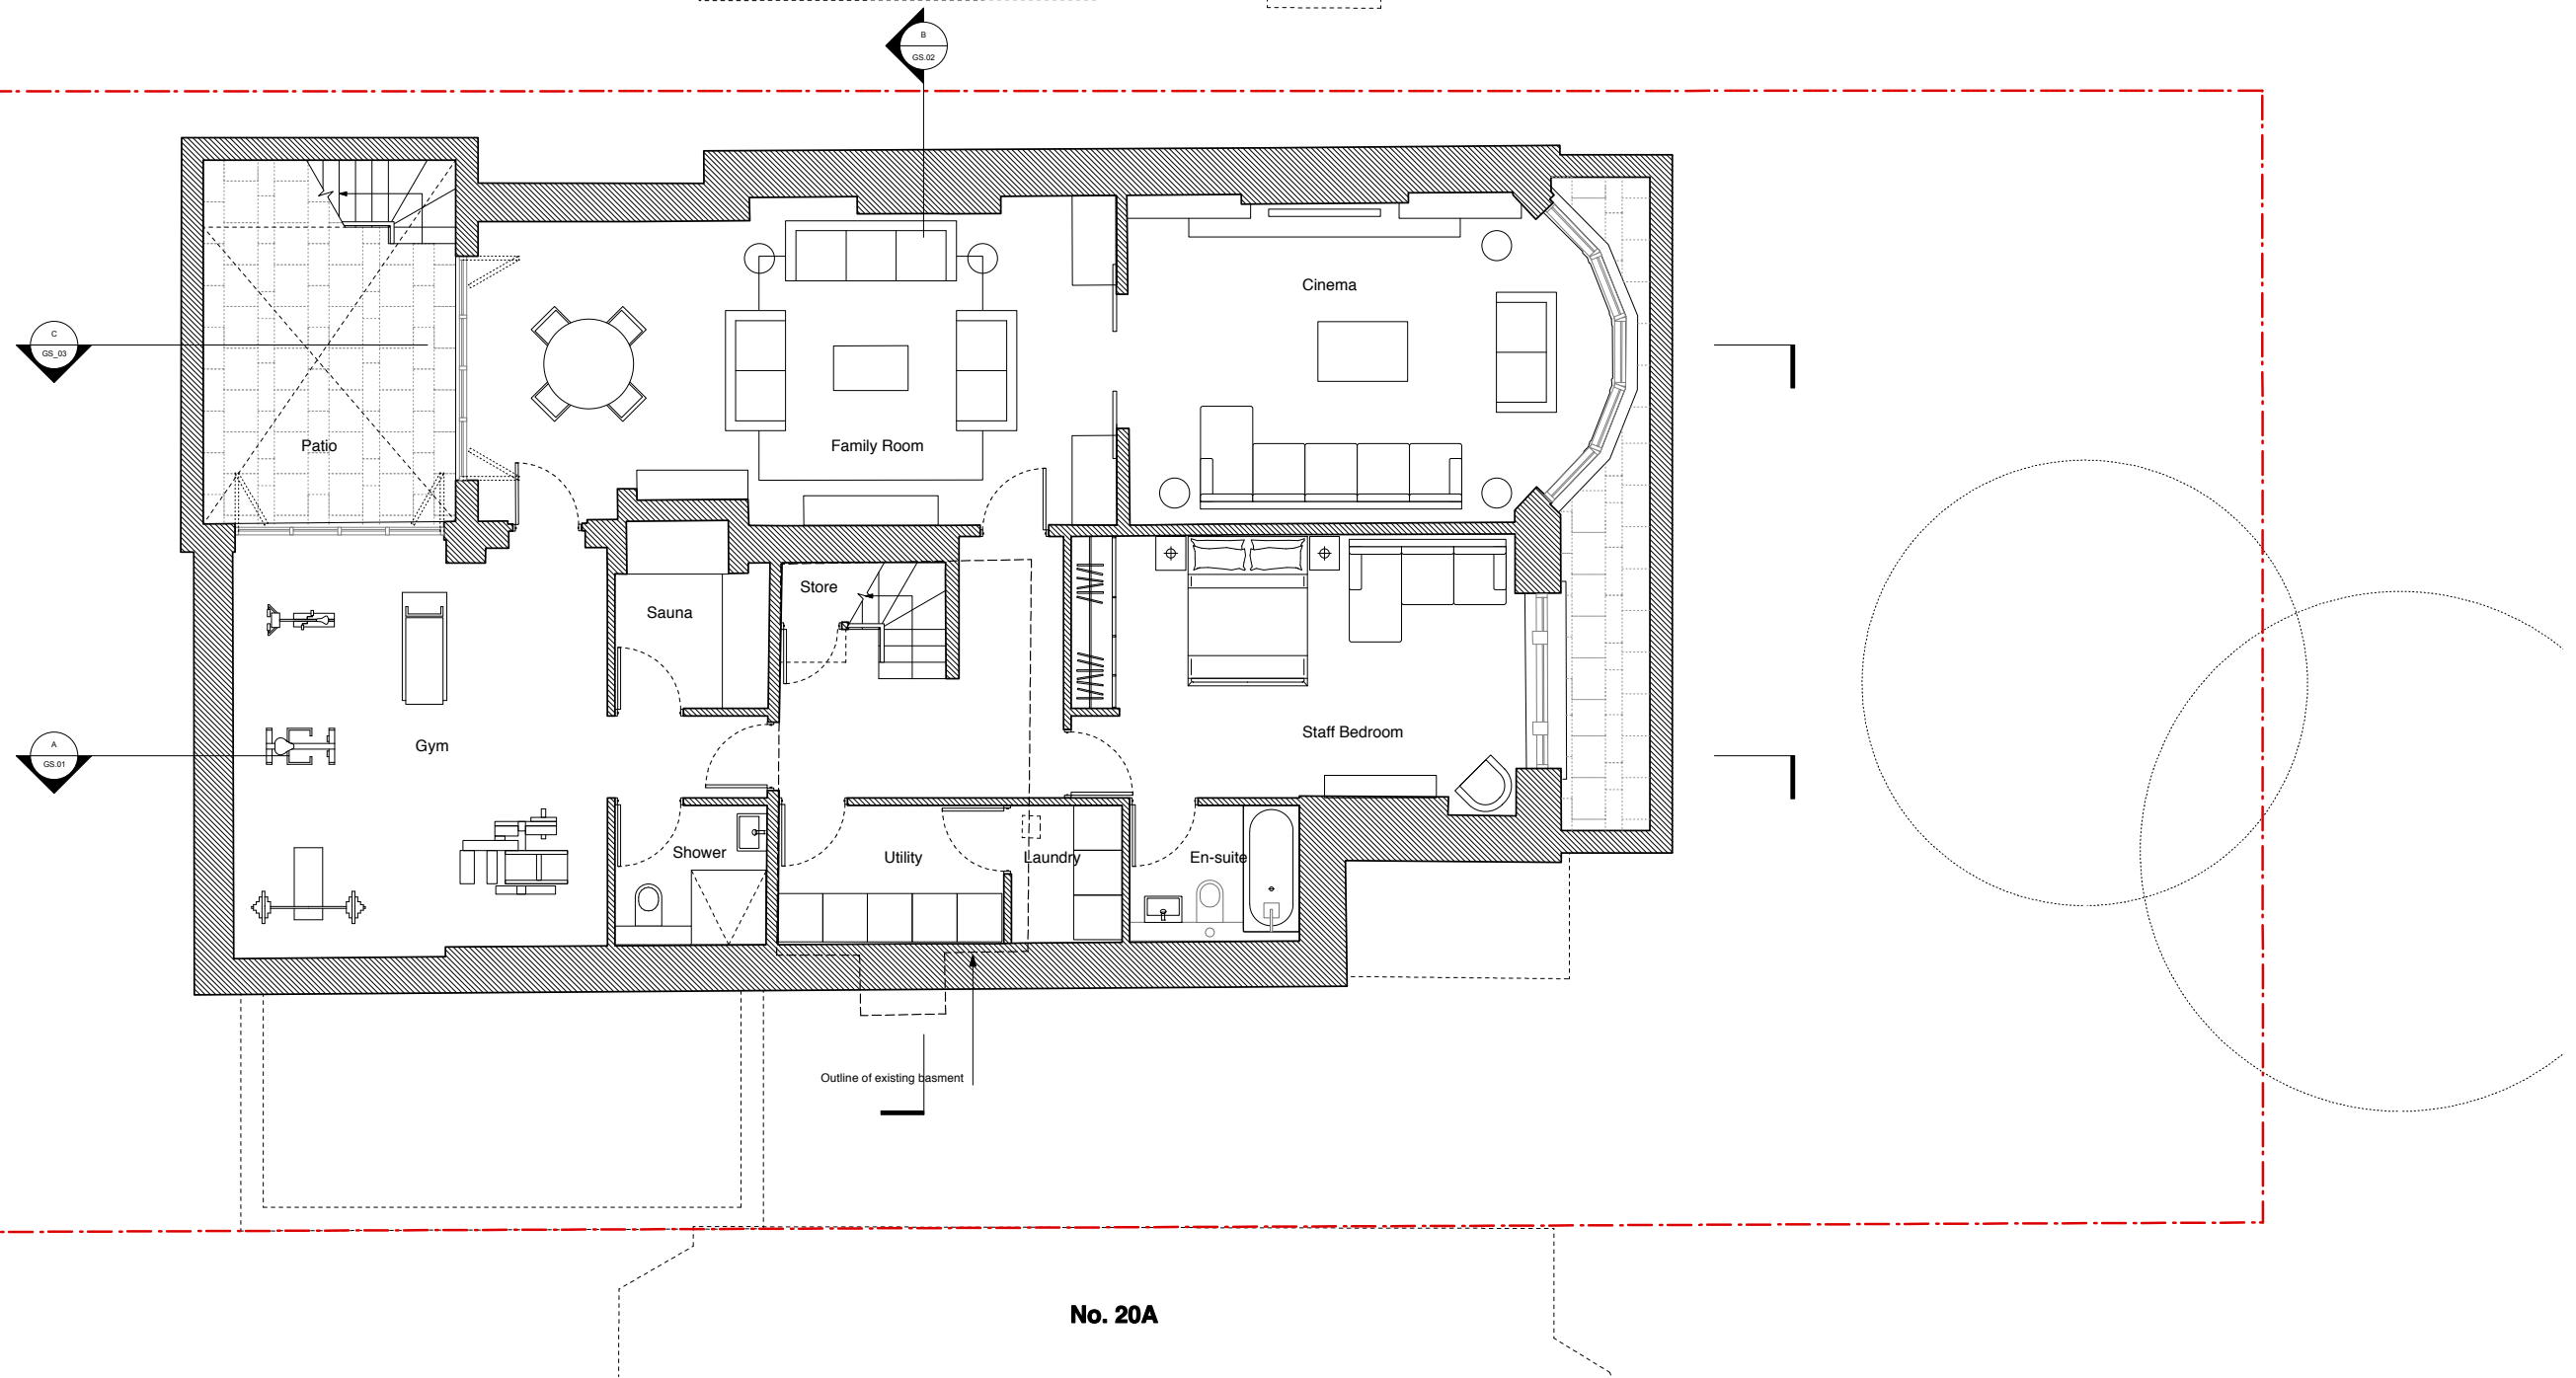 B
GS.02
Cinema
C
GS_03
Patio
Family Room
Store
Sauna
Staff Bedroom
A
GS.01
Gym
Shower
Utility
Laundry
En-suite
Outline of existing basment
No. 20A